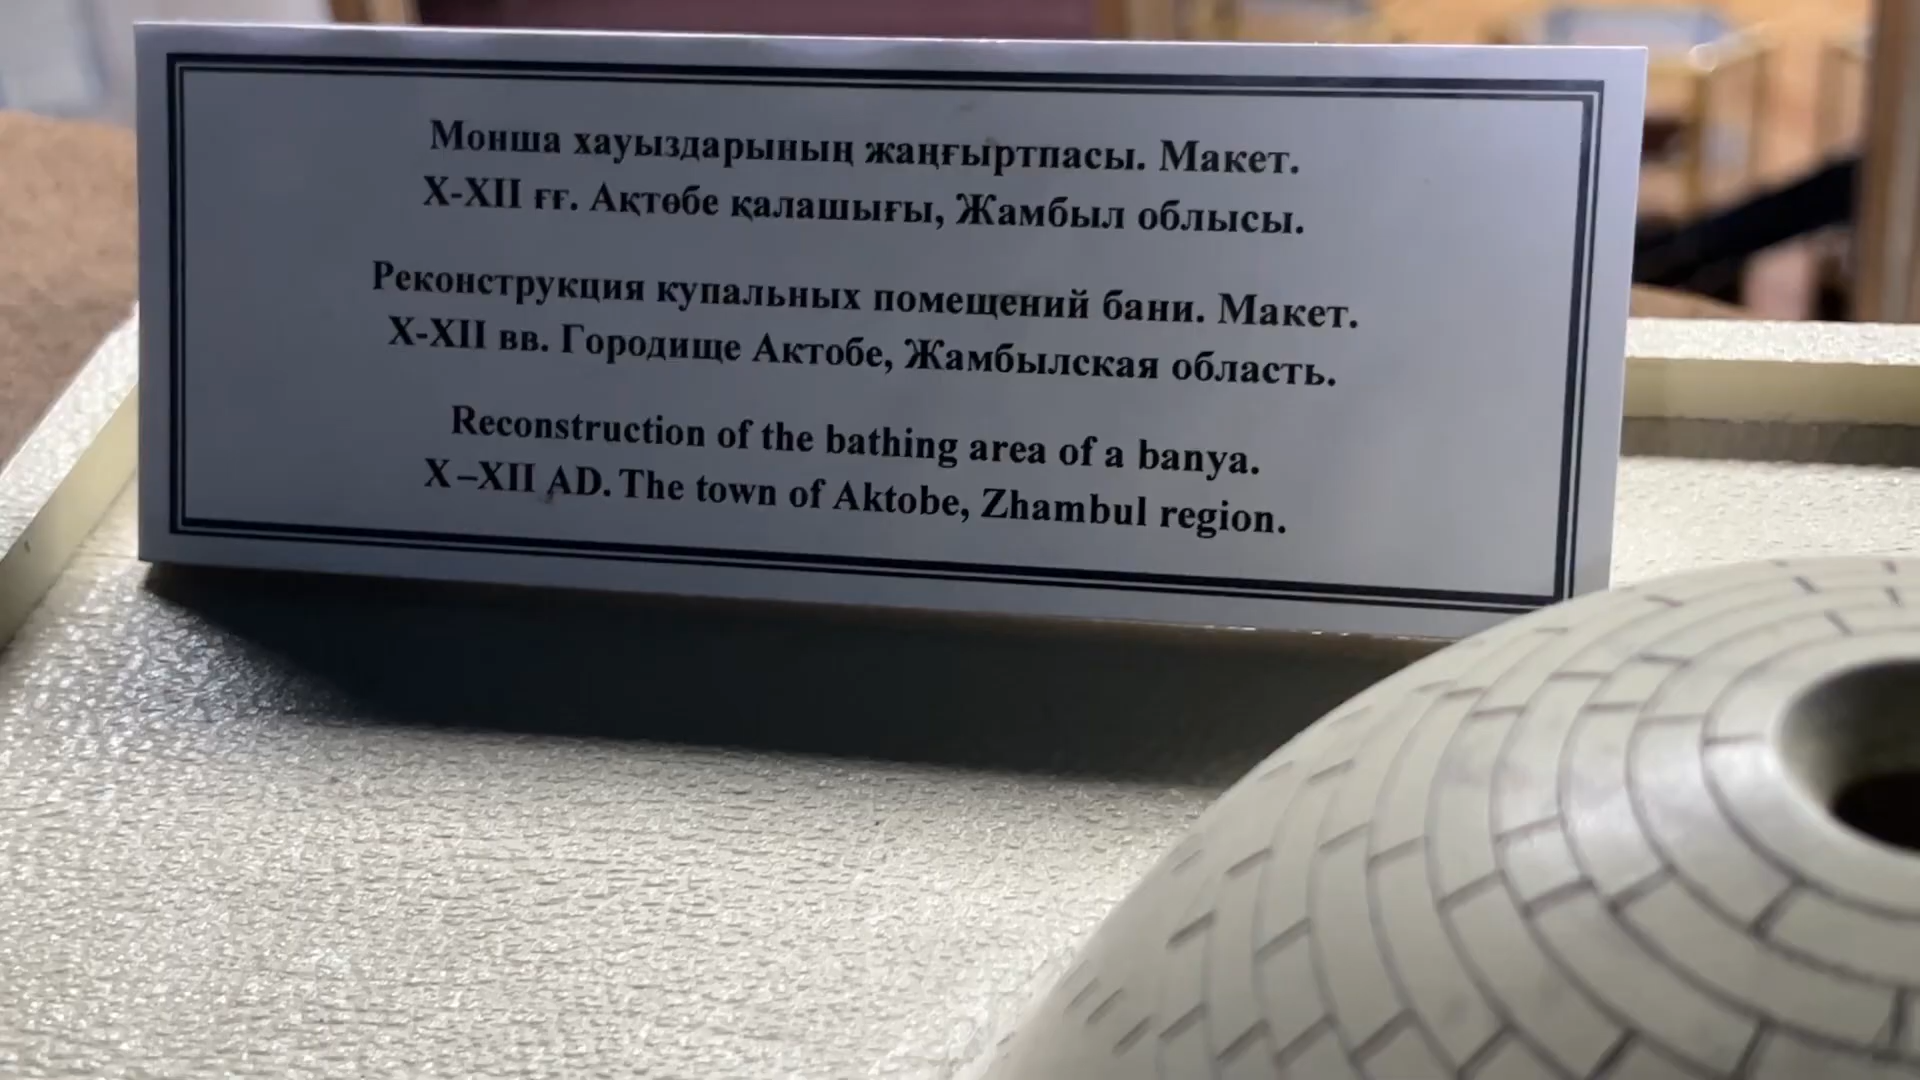 Монша хауыздарының жаңғыртпасы. Макет.
X-XII ғғ. Ақтөбе қалашығы, Жамбыл облысы.
Реконструкция купальных помещений бани. Макет.
X-XII вв. Городище Актобе, Жамбылская область.
Reconstruction of the bathing area of a banya.
X –XII AD. The town of Aktobe, Zhambul region.